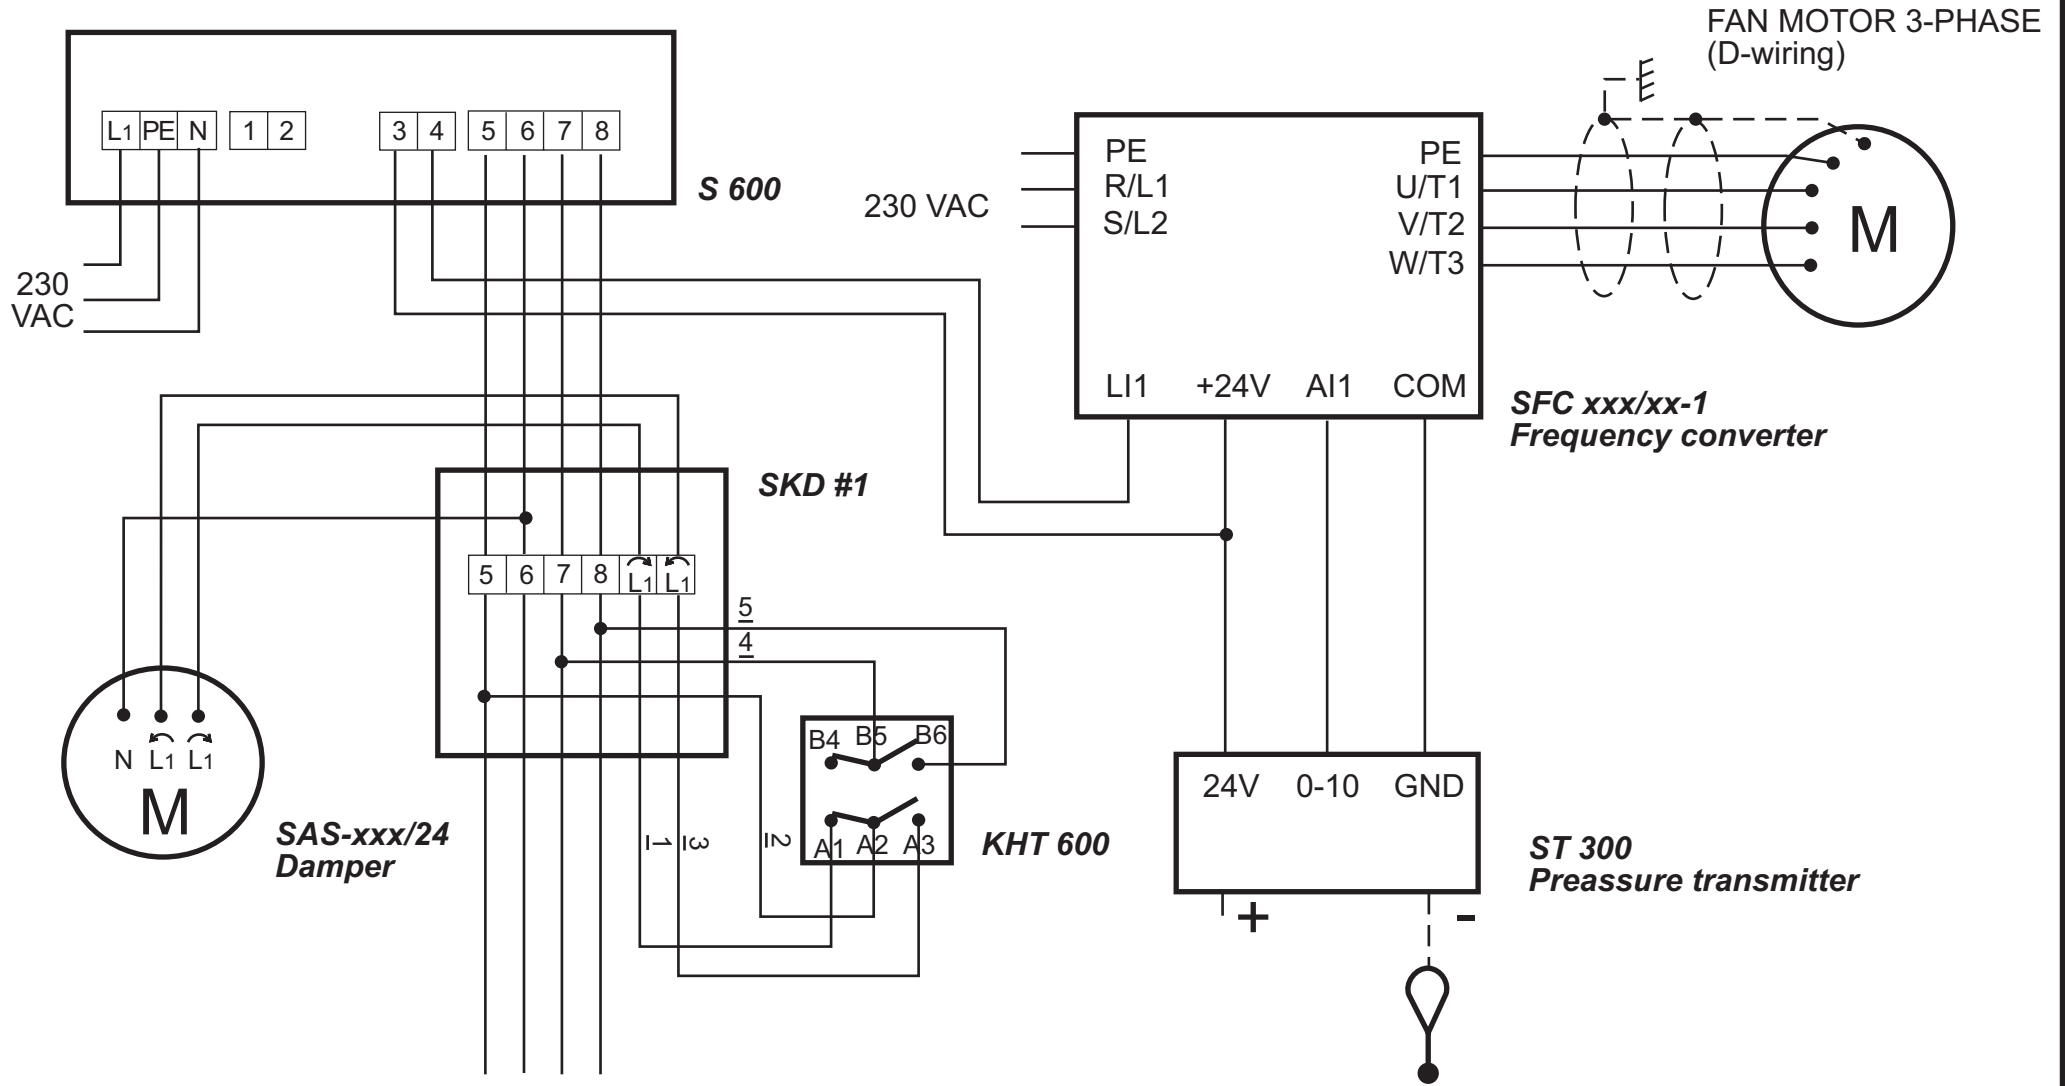 FAN MOTOR 3-PHASE
(D-wiring)
L1 PE N 1 2 3 4 5 6 7 8
S 600
230
VAC
230 VAC
PE
R/L1
S/L2
PE
U/T1
V/T2
W/T3
M
LI1 +24V AI1 COM
SFC xxx/xx-1
Frequency converter
SKD #1
5 6 7 8 L1 L1
5
4
N L1 L1
M
SAS-xxx/24
Damper
1
3
2
B4 B5 B6
A1 A2 A3
KHT 600
24V 0-10 GND
ST 300
Preassure transmitter
+ -